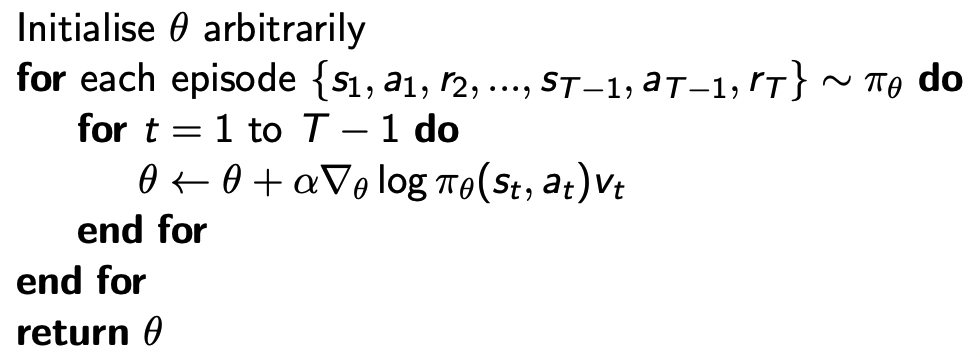 Initialise θ arbitrarily
for each episode {s₁, a₁, r₂, ..., s_{T−1}, a_{T−1}, r_T} ∼ π_θ do
for t = 1 to T − 1 do
θ ← θ + α∇_θ log π_θ(s_t, a_t)v_t
end for
end for
return θ